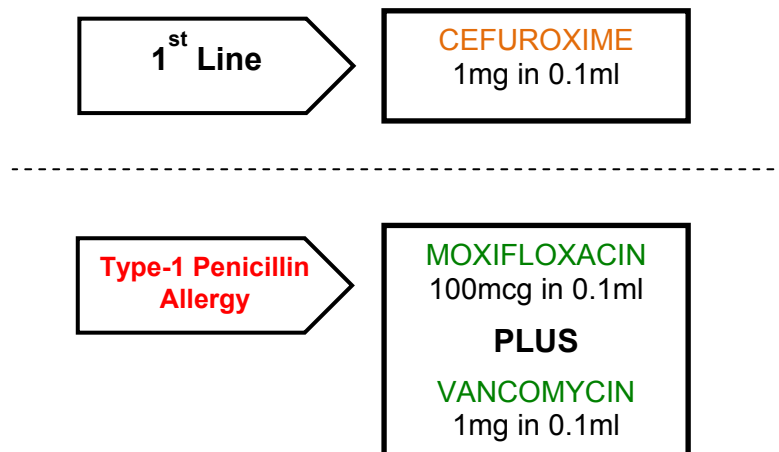 1st Line
CEFUROXIME
1mg in 0.1ml
Type-1 Penicillin
Allergy
MOXIFLOXACIN
100mcg in 0.1ml
PLUS
VANCOMYCIN
1mg in 0.1ml